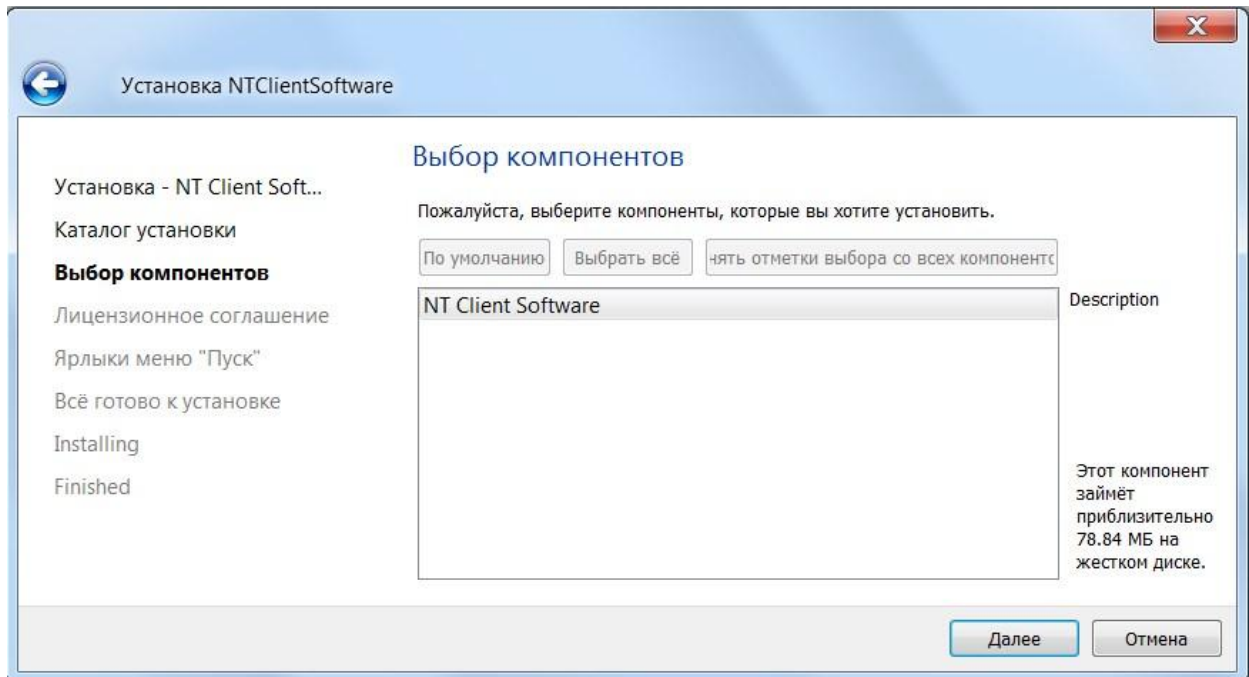 Установка NTClientSoftware
Установка - NT Client Soft...
Каталог установки
Выбор компонентов
Лицензионное соглашение
Ярлыки меню "Пуск"
Всё готово к установке
Installing
Finished
Выбор компонентов
Пожалуйста, выберите компоненты, которые вы хотите установить.
По умолчанию Выбрать всё нять отметки выбора со всех компоненто
NT Client Software
Description
Этот компонент
займёт
приблизительно
78.84 МБ на
жестком диске.
Далее Отмена